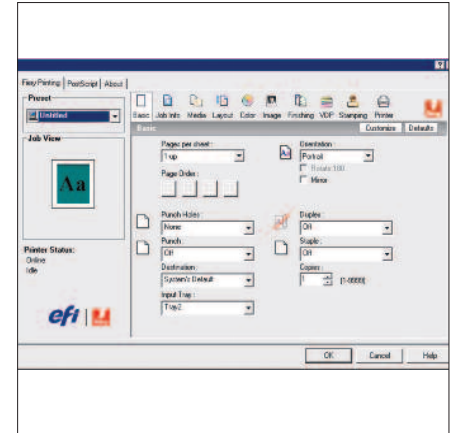 Fiery Printing PostScript About
Preset
Untitled
Job View
Aa
Printer Status:
Online
Idle
efi
Basic Job Info Media Layout Color Image Finishing VDP Stamping Printer
Basic Customize Defaults
Pages per sheet:
1-up
Page Order:
Orientation
Portrait
Rotate 180
Mirror
Punch Holes:
None
Punch:
Off
Destination:
System's Default
Input Tray:
Tray2
Duplex:
Off
Staple:
Off
Copies:
1 (1-9999)
OK Cancel Help